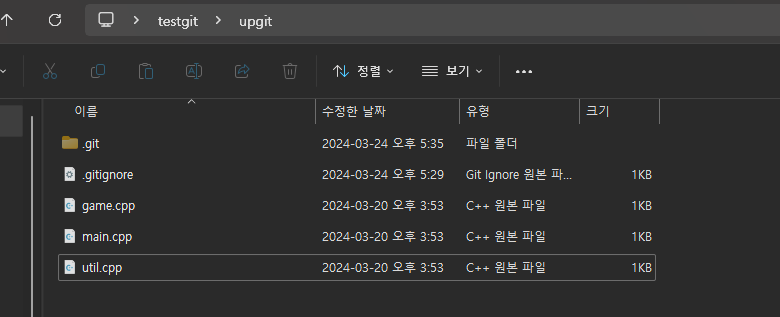 testgit > upgit
정렬 보기 •••
이름 수정한 날짜 유형 크기
.git 2024-03-24 오후 5:35 파일 폴더
.gitignore 2024-03-24 오후 5:29 Git Ignore 원본 파... 1KB
game.cpp 2024-03-20 오후 3:53 C++ 원본 파일 1KB
main.cpp 2024-03-20 오후 3:53 C++ 원본 파일 1KB
util.cpp 2024-03-20 오후 3:53 C++ 원본 파일 1KB